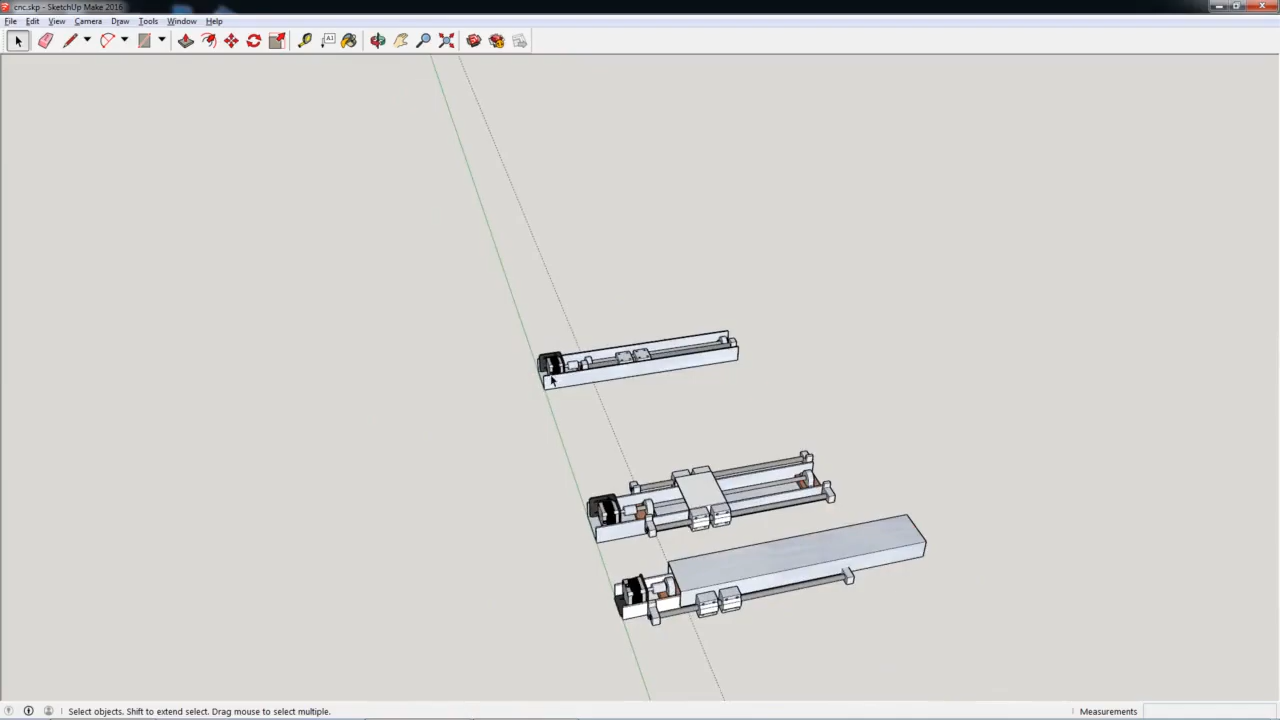 cnc.skp - SketchUp Make 2016
File Edit View Camera Draw Tools Window Help
Select objects. Shift to extend select. Drag mouse to select multiple.
Measurements